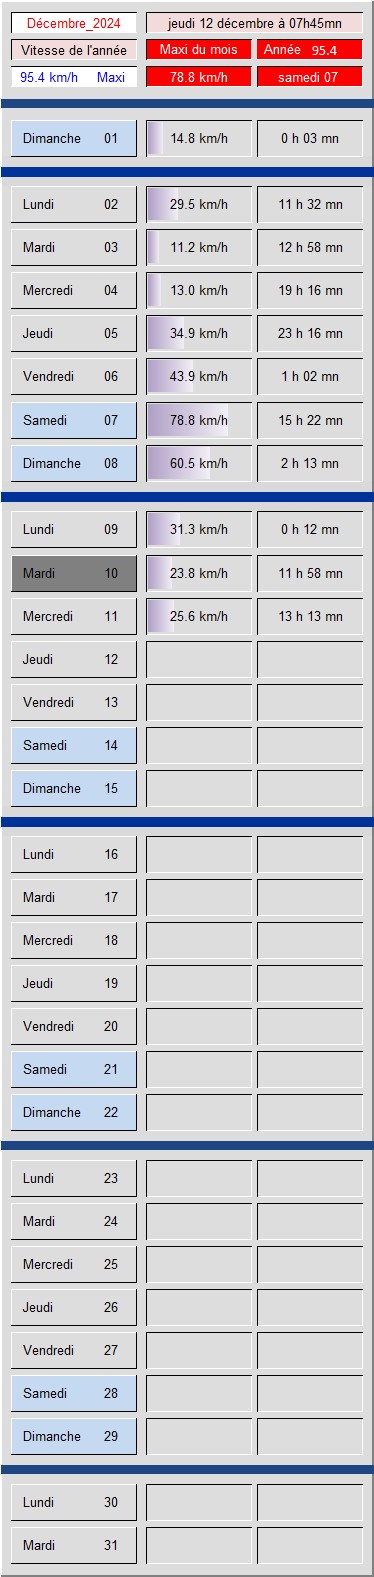 Décembre_2024 jeudi 12 décembre à 07h45mn
Vitesse de l'année Maxi du mois Année 95.4
95.4 km/h Maxi 78.8 km/h samedi 07
Dimanche 01 14.8 km/h 0 h 03 mn
Lundi 02 29.5 km/h 11 h 32 mn
Mardi 03 11.2 km/h 12 h 58 mn
Mercredi 04 13.0 km/h 19 h 16 mn
Jeudi 05 34.9 km/h 23 h 16 mn
Vendredi 06 43.9 km/h 1 h 02 mn
Samedi 07 78.8 km/h 15 h 22 mn
Dimanche 08 60.5 km/h 2 h 13 mn
Lundi 09 31.3 km/h 0 h 12 mn
Mardi 10 23.8 km/h 11 h 58 mn
Mercredi 11 25.6 km/h 13 h 13 mn
Jeudi 12
Vendredi 13
Samedi 14
Dimanche 15
Lundi 16
Mardi 17
Mercredi 18
Jeudi 19
Vendredi 20
Samedi 21
Dimanche 22
Lundi 23
Mardi 24
Mercredi 25
Jeudi 26
Vendredi 27
Samedi 28
Dimanche 29
Lundi 30
Mardi 31